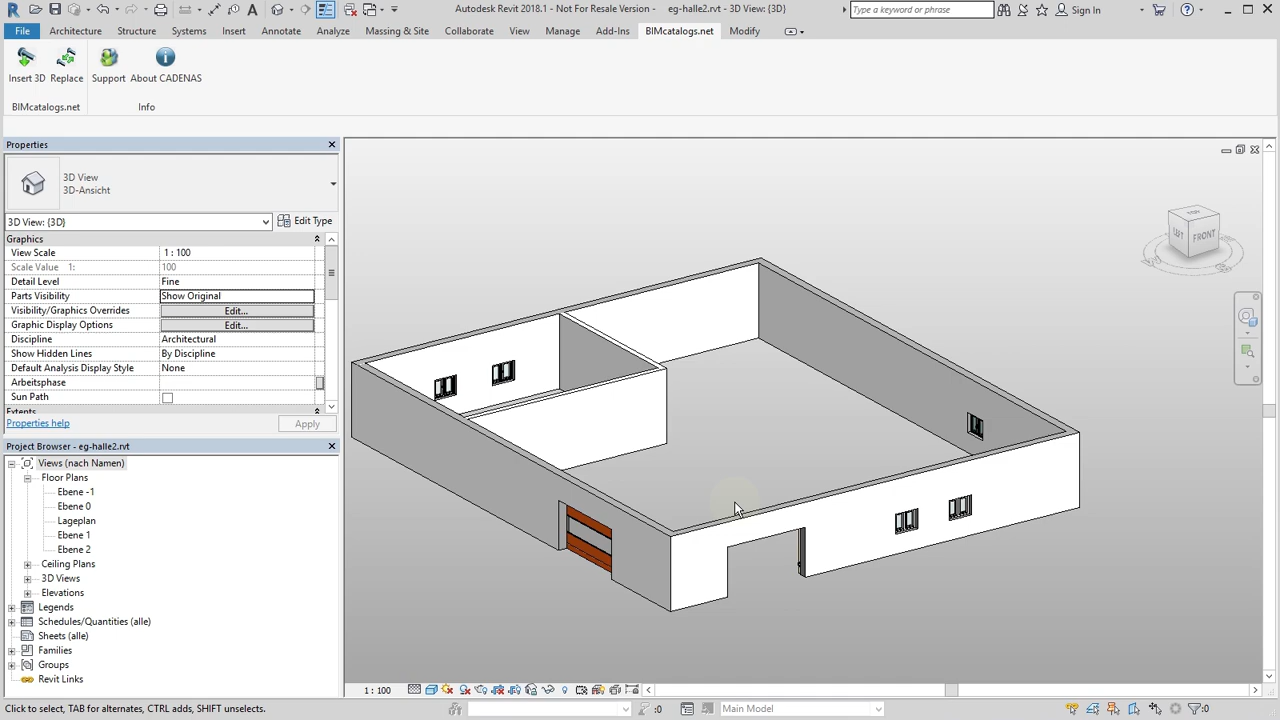 Autodesk Revit 2018.1 - Not For Resale Version - eg-halle2.rvt - 3D View: {3D}
Type a keyword or phrase
Sign In
File Architecture Structure Systems Insert Annotate Analyze Massing & Site Collaborate View Manage Add-Ins BIMcatalogs.net Modify
Insert 3D Replace Support About CADENAS
BIMcatalogs.net Info
Properties
3D View
3D-Ansicht
3D View: {3D} Edit Type
Graphics
View Scale 1 : 100
Scale Value 1: 100
Detail Level Fine
Parts Visibility Show Original
Visibility/Graphics Overrides Edit...
Graphic Display Options Edit...
Discipline Architectural
Show Hidden Lines By Discipline
Default Analysis Display Style None
Arbeitsphase
Sun Path
Extents
Properties help Apply
Project Browser - eg-halle2.rvt
Views (nach Namen)
Floor Plans
Ebene -1
Ebene 0
Lageplan
Ebene 1
Ebene 2
Ceiling Plans
3D Views
Elevations
Legends
Schedules/Quantities (alle)
Sheets (alle)
Families
Groups
Revit Links
TOP
LEFT FRONT
1 : 100
Click to select, TAB for alternates, CTRL adds, SHIFT unselects.
:0
Main Model
:0